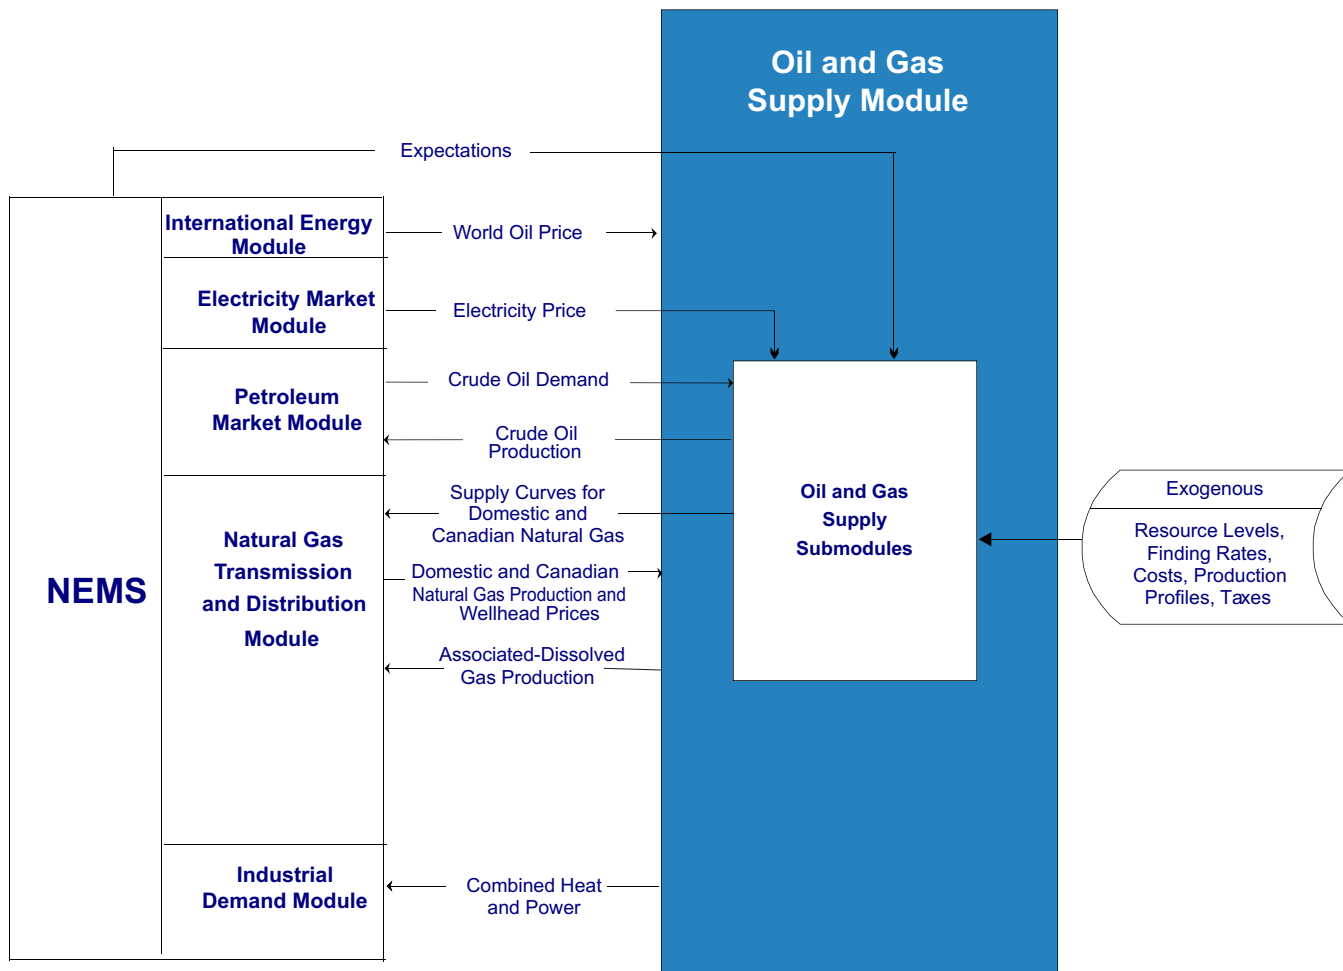 Oil and Gas
Supply Module
Expectations
International Energy
Module
World Oil Price
Electricity Market
Module
Electricity Price
Petroleum
Market Module
Crude Oil Demand
Crude Oil
Production
NEMS
Natural Gas
Transmission
and Distribution
Module
Supply Curves for
Domestic and
Canadian Natural Gas
Domestic and Canadian
Natural Gas Production and
Wellhead Prices
Associated-Dissolved
Gas Production
Industrial
Demand Module
Combined Heat
and Power
Oil and Gas
Supply
Submodules
Exogenous
Resource Levels,
Finding Rates,
Costs, Production
Profiles, Taxes